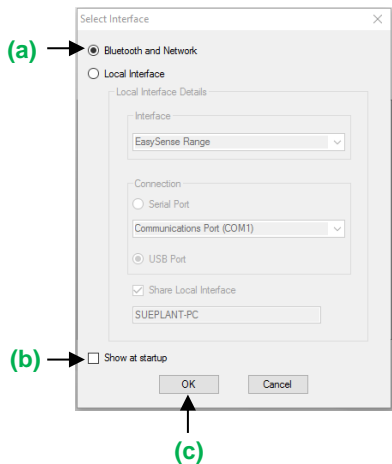 Select Interface
(a)
Bluetooth and Network
Local Interface
Local Interface Details
Interface
EasySense Range
Connection
Serial Port
Communications Port (COM1)
USB Port
Share Local Interface
SUEPLANT-PC
(b)
Show at startup
OK Cancel
(c)